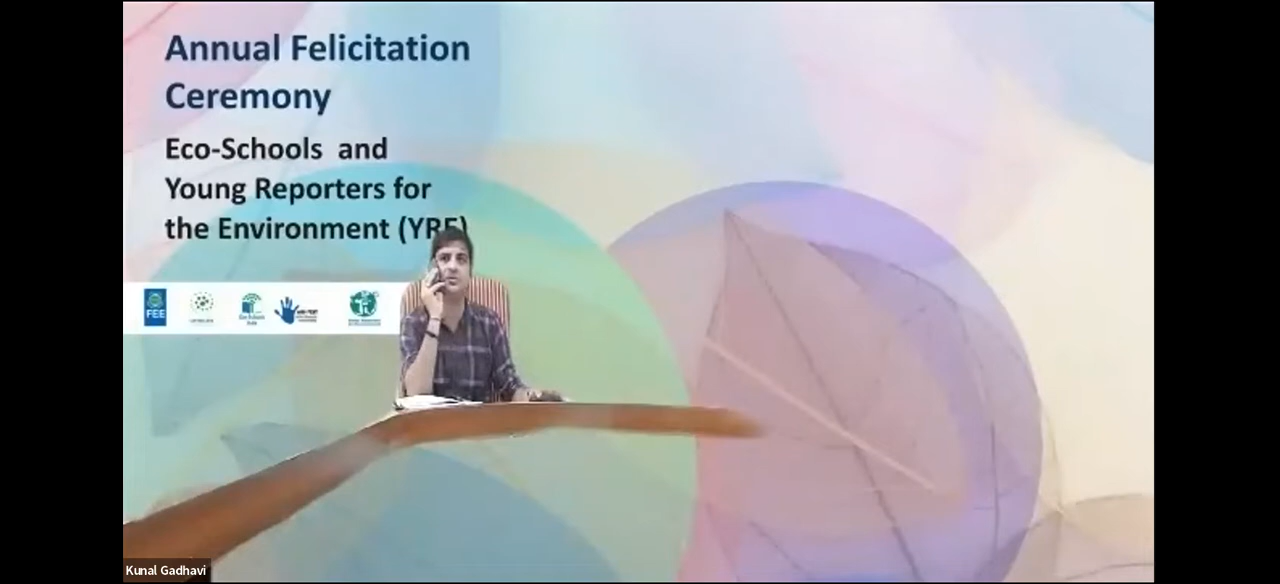 Annual Felicitation
Ceremony
Eco-Schools and
Young Reporters for
the Environment (YRE)
FEE
Kunal Gadhavi